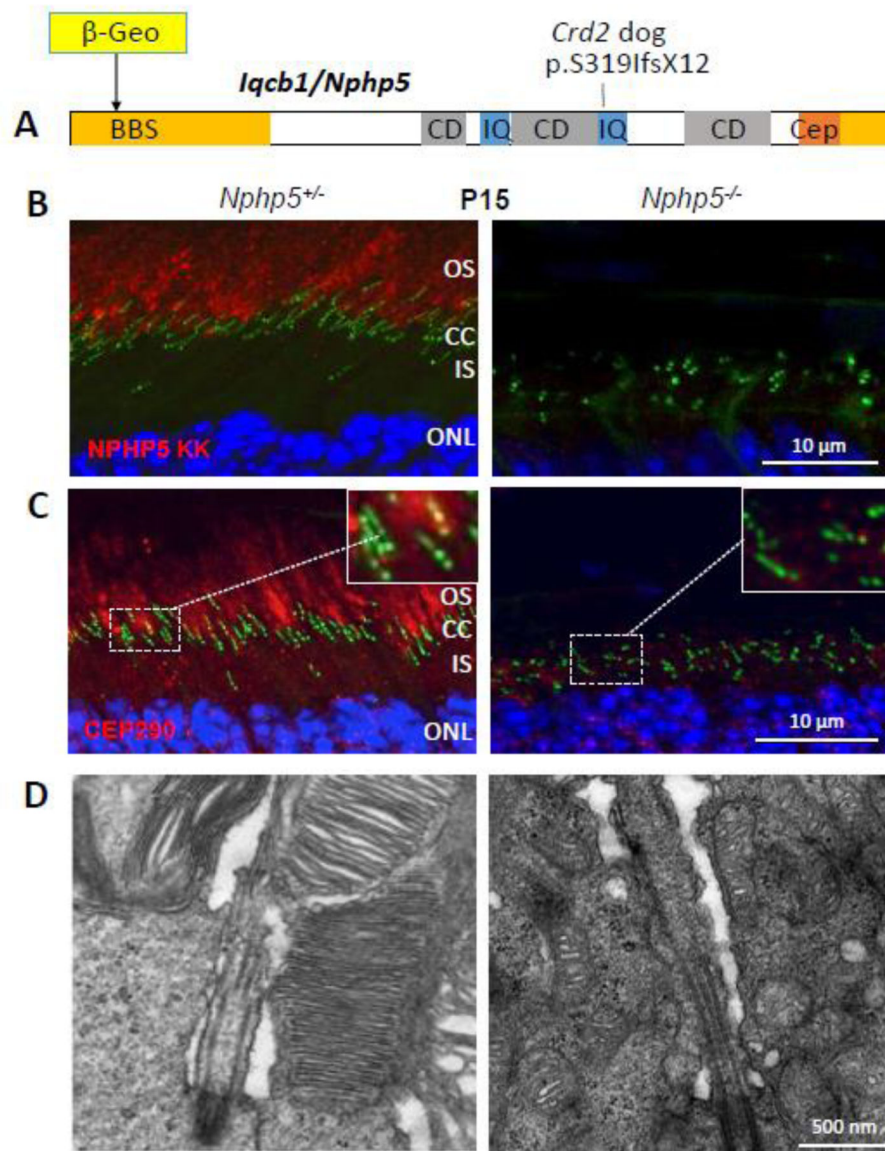 β-Geo
Crd2 dog
p.S319IfsX12
Iqcb1/Nphp5
A
BBS CD IQ CD IQ CD Cep
B Nphp5+/- P15 Nphp5-/-
OS
CC
IS
ONL
NPHP5 KK
10 µm
C
OS
CC
IS
ONL
CEP290
10 µm
D
500 nm